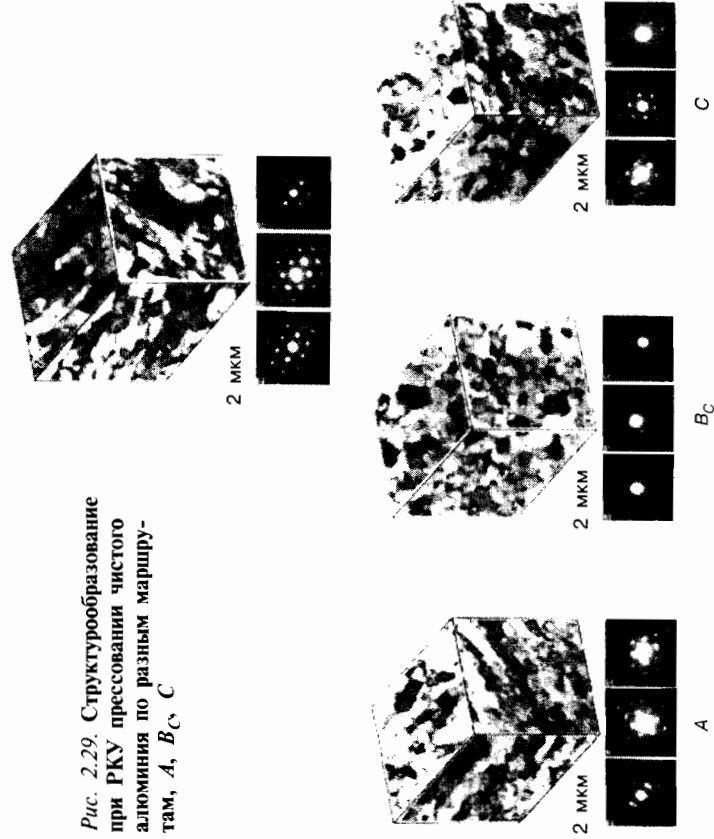 Рис. 2.29. Структурообразование
при РКУ прессовании чистого
алюминия по разным маршру-
там, A, B_C, C
2 мкм
2 мкм
2 мкм
2 мкм
A
B_C
C